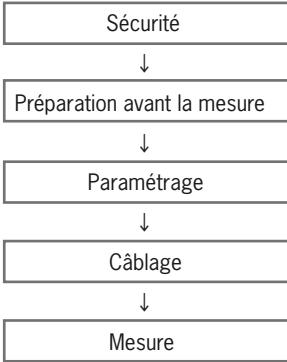 Sécurité
↓
Préparation avant la mesure
↓
Paramétrage
↓
Câblage
↓
Mesure